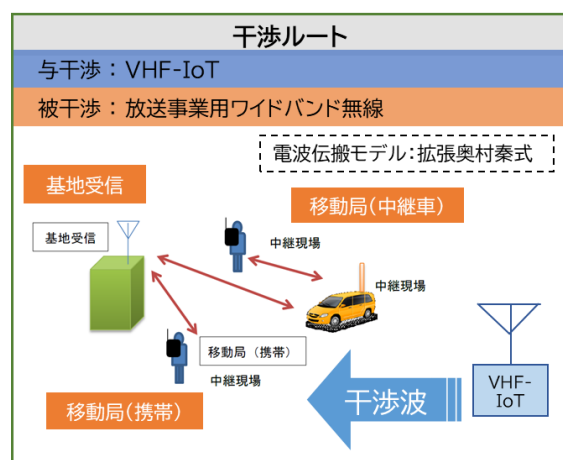 干渉ルート
与干渉：VHF-IoT
被干渉：放送事業用ワイドバンド無線
電波伝搬モデル：拡張奥村秦式
基地受信
移動局(中継車)
基地受信
中継現場
中継現場
移動局（携帯）
中継現場
移動局(携帯)
干渉波
VHF-
IoT